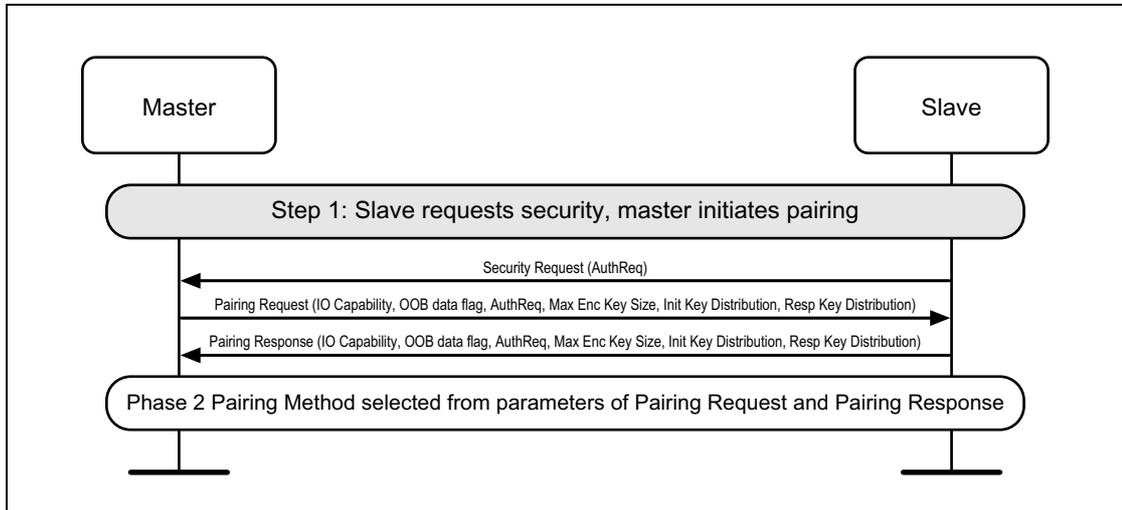 Master
Slave
Step 1: Slave requests security, master initiates pairing
Security Request (AuthReq)
Pairing Request (IO Capability, OOB data flag, AuthReq, Max Enc Key Size, Init Key Distribution, Resp Key Distribution)
Pairing Response (IO Capability, OOB data flag, AuthReq, Max Enc Key Size, Init Key Distribution, Resp Key Distribution)
Phase 2 Pairing Method selected from parameters of Pairing Request and Pairing Response